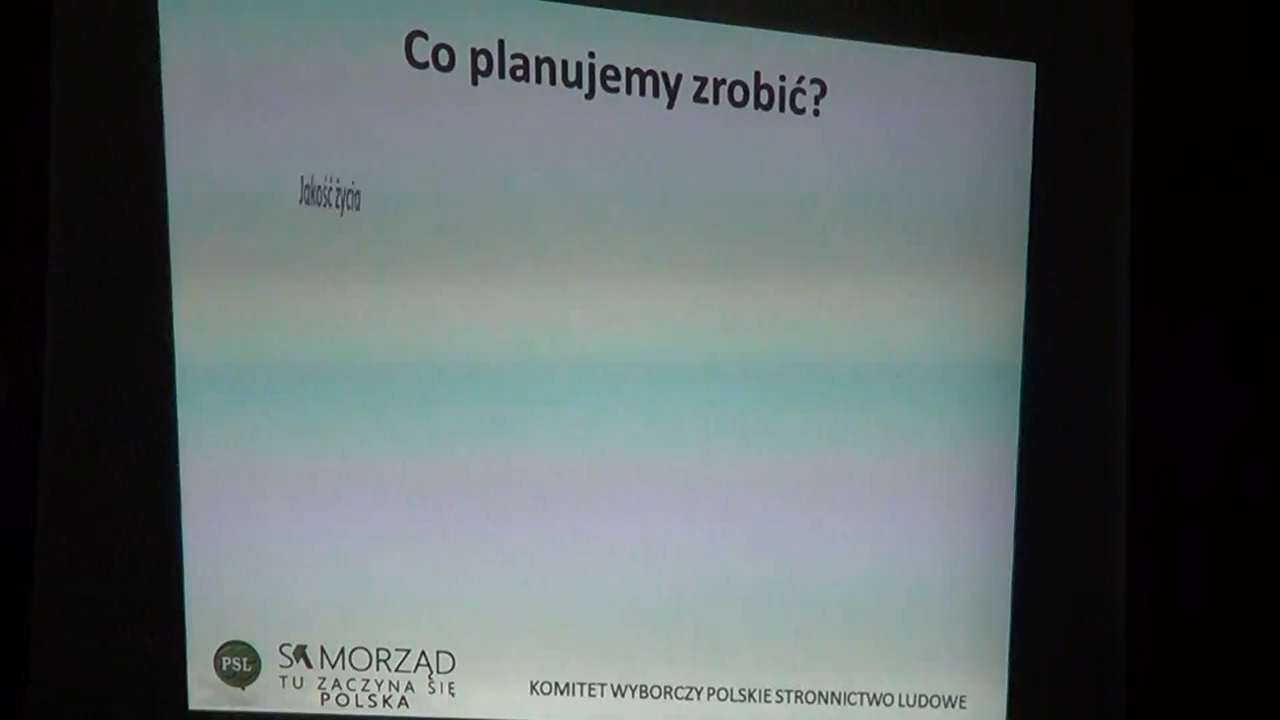 Co planujemy zrobić?
Jakość życia
PSL
SAMORZĄD
TU ZACZYNA SIĘ
POLSKA
KOMITET WYBORCZY POLSKIE STRONNICTWO LUDOWE